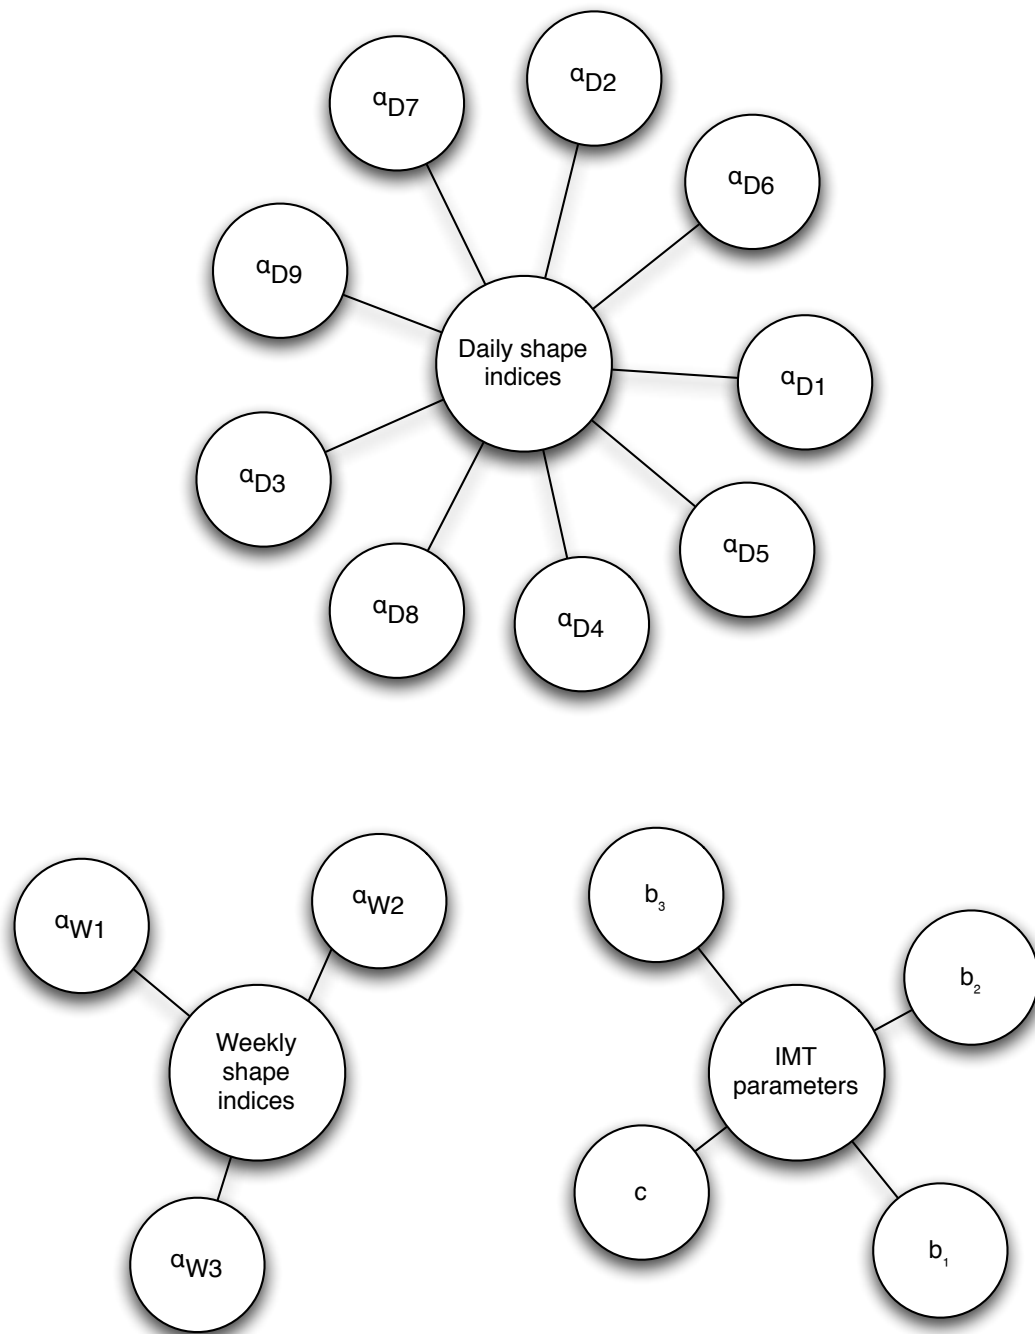 αD7
αD2
αD6
αD9
Daily shape
indices
αD1
αD3
αD5
αD8
αD4
αW1
αW2
b₃
b₂
Weekly
shape
indices
IMT
parameters
c
αW3
b₁